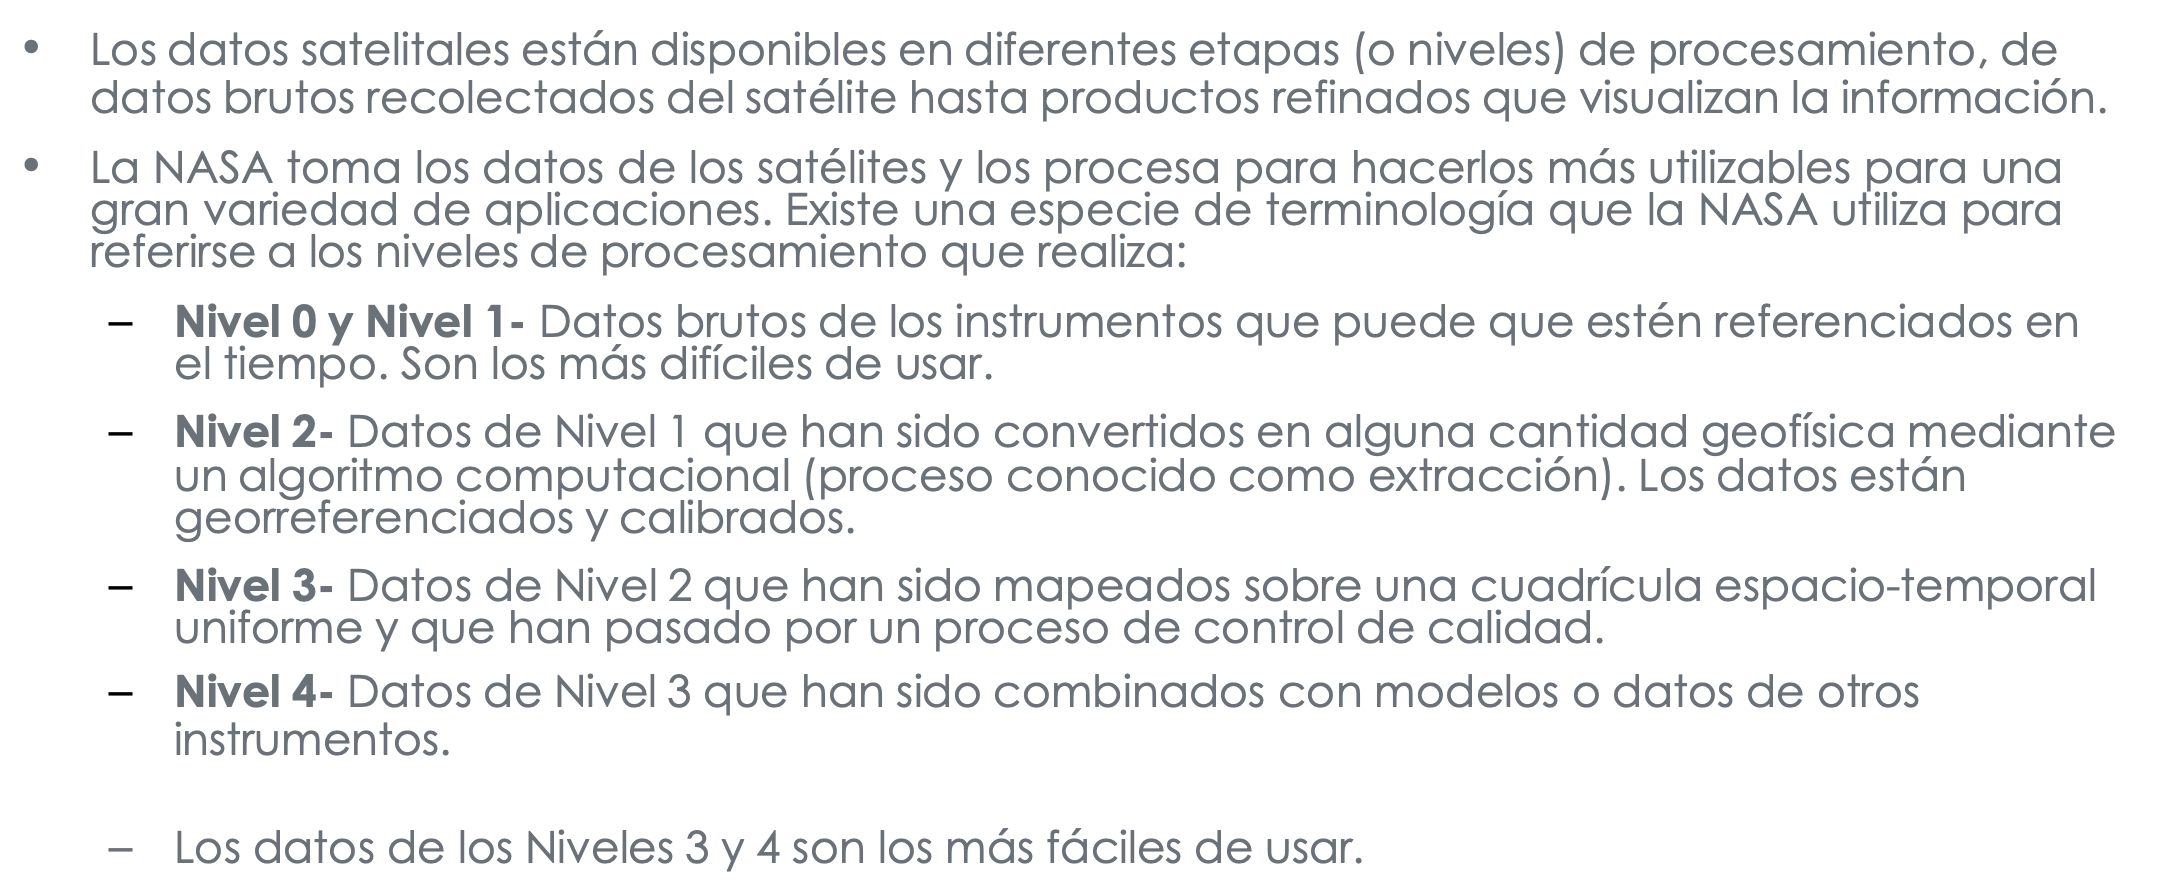 • Los datos satelitales están disponibles en diferentes etapas (o niveles) de procesamiento, de
datos brutos recolectados del satélite hasta productos refinados que visualizan la información.
• La NASA toma los datos de los satélites y los procesa para hacerlos más utilizables para una
gran variedad de aplicaciones. Existe una especie de terminología que la NASA utiliza para
referirse a los niveles de procesamiento que realiza:
– Nivel 0 y Nivel 1- Datos brutos de los instrumentos que puede que estén referenciados en
el tiempo. Son los más difíciles de usar.
– Nivel 2- Datos de Nivel 1 que han sido convertidos en alguna cantidad geofísica mediante
un algoritmo computacional (proceso conocido como extracción). Los datos están
georreferenciados y calibrados.
– Nivel 3- Datos de Nivel 2 que han sido mapeados sobre una cuadrícula espacio-temporal
uniforme y que han pasado por un proceso de control de calidad.
– Nivel 4- Datos de Nivel 3 que han sido combinados con modelos o datos de otros
instrumentos.
– Los datos de los Niveles 3 y 4 son los más fáciles de usar.